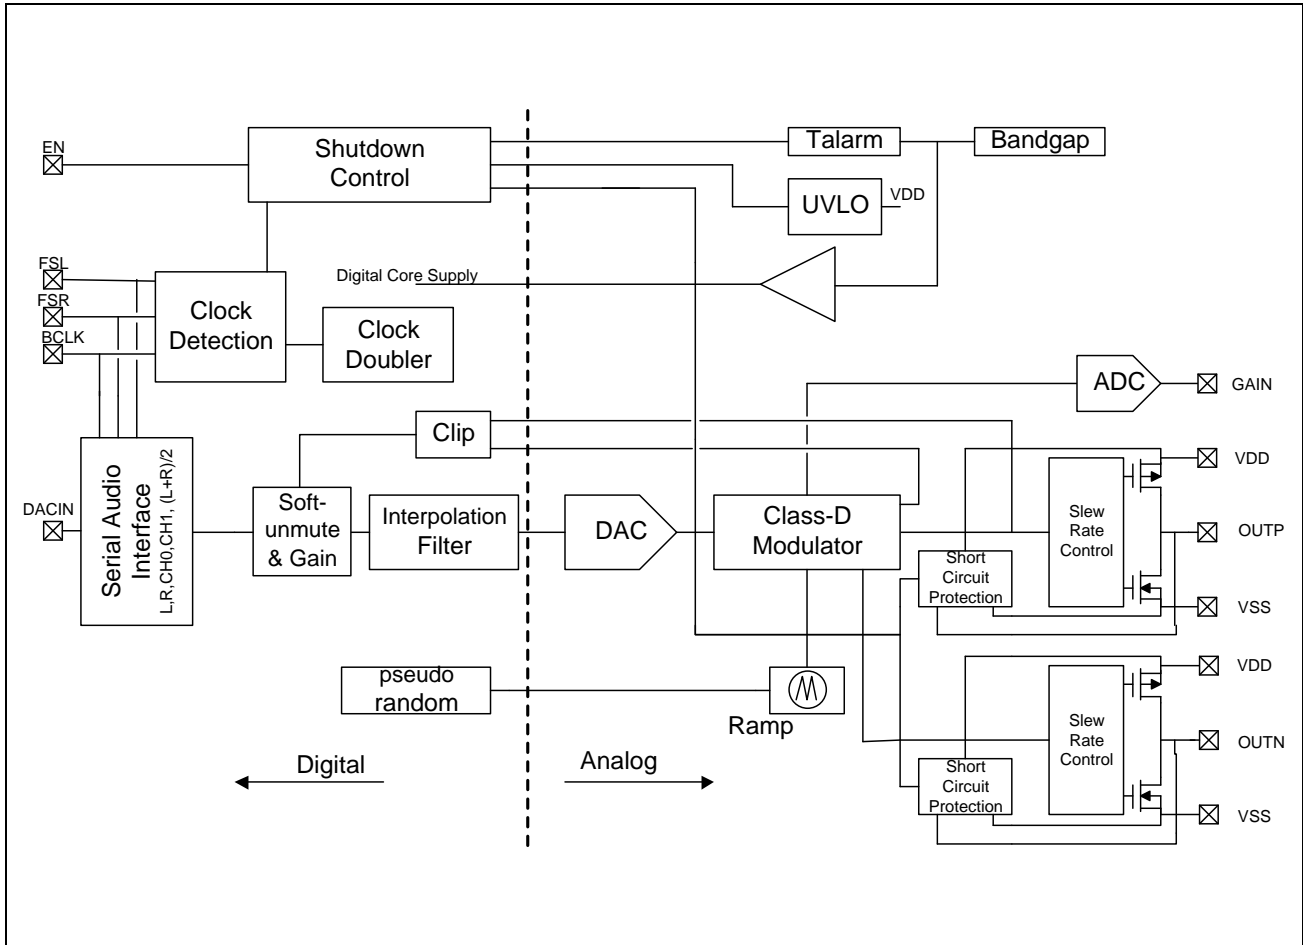 EN
Shutdown
Control
Talarm
Bandgap
UVLO
VDD
FSL
FSR
BCLK
Clock
Detection
Clock
Doubler
Digital Core Supply
ADC
GAIN
Clip
DACIN
Serial Audio
Interface
L,R,CH0,CH1, (L+R)/2
Soft-
unmute
& Gain
Interpolation
Filter
DAC
Class-D
Modulator
Short
Circuit
Protection
Slew
Rate
Control
VDD
OUTP
VSS
pseudo
random
Ramp
Digital
Analog
Short
Circuit
Protection
Slew
Rate
Control
VDD
OUTN
VSS